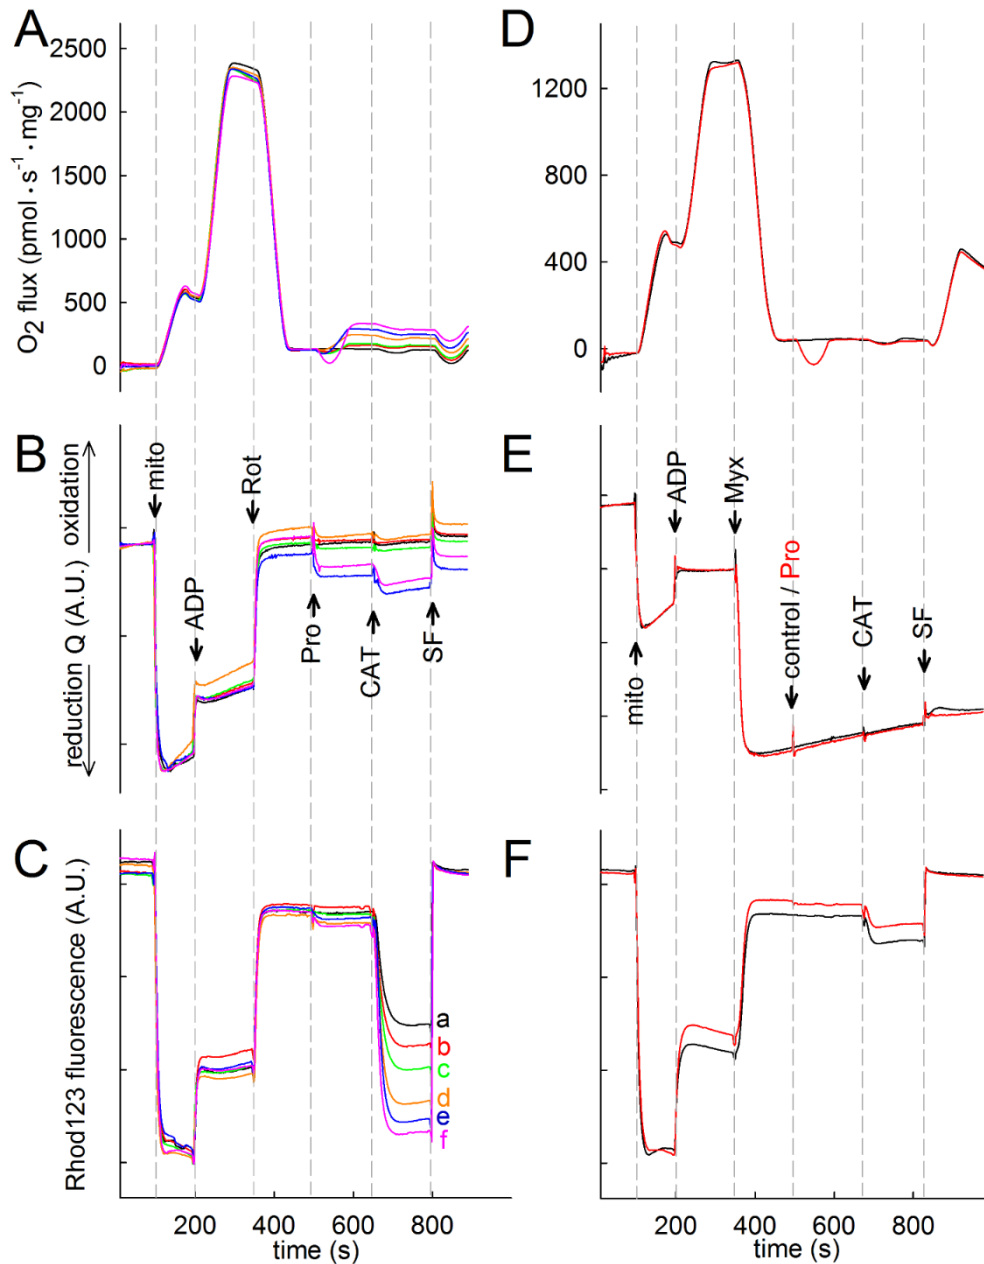 A
D
O2 flux (pmol · s-1 · mg-1)
2500
2000
1500
1000
500
0
1200
800
400
0
B
E
reduction Q (A.U.) oxidation
mito
ADP
Rot
Pro
CAT
SF
mito
ADP
Myx
control / Pro
CAT
SF
C
F
Rhod123 fluorescence (A.U.)
a
b
c
d
e
f
200 400 600 800
time (s)
200 400 600 800
time (s)